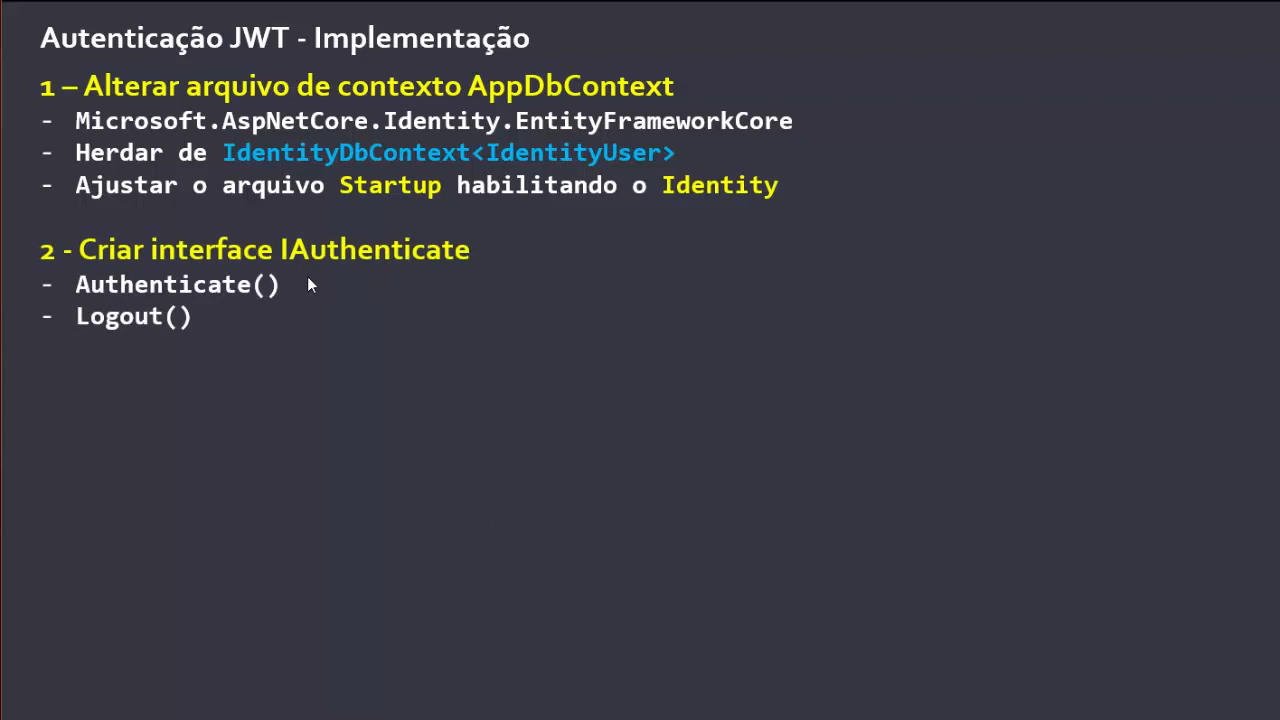 Autenticação JWT - Implementação
1 – Alterar arquivo de contexto AppDbContext
- Microsoft.AspNetCore.Identity.EntityFrameworkCore
- Herdar de IdentityDbContext<IdentityUser>
- Ajustar o arquivo Startup habilitando o Identity
2 - Criar interface IAuthenticate
- Authenticate()
- Logout()